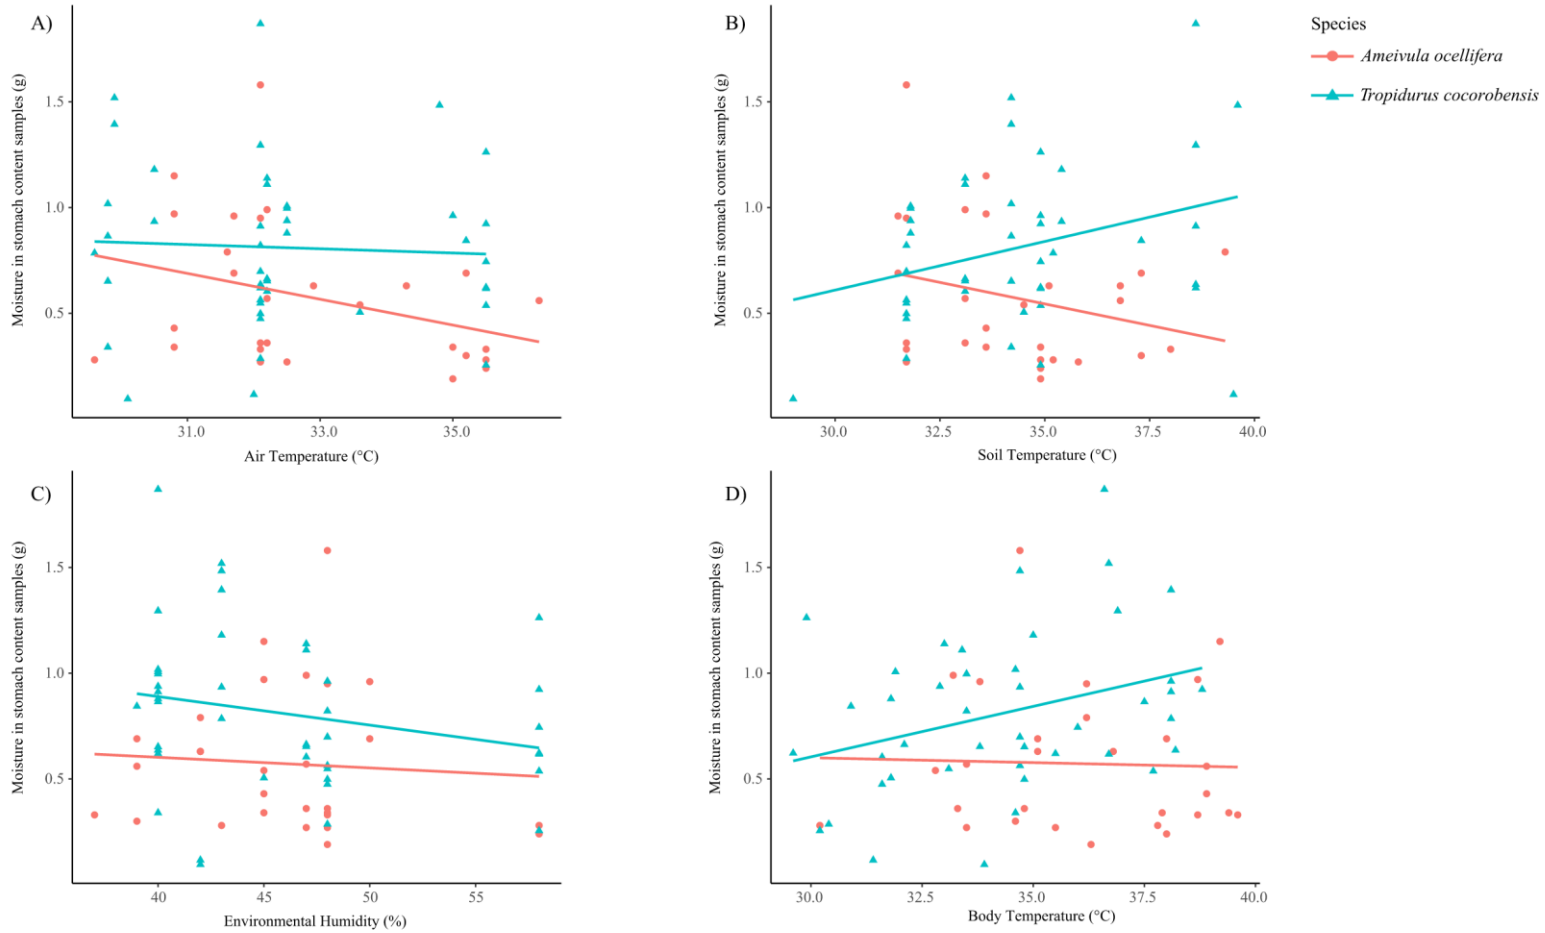 A)
Moisture in stomach content samples (g)
1.5
1.0
0.5
31.0 33.0 35.0
Air Temperature (°C)
B)
Moisture in stomach content samples (g)
1.5
1.0
0.5
30.0 32.5 35.0 37.5 40.0
Soil Temperature (°C)
Species
Ameivula ocellifera
Tropidurus cocorobensis
C)
Moisture in stomach content samples (g)
1.5
1.0
0.5
40 45 50 55
Environmental Humidity (%)
D)
Moisture in stomach content samples (g)
1.5
1.0
0.5
30.0 32.5 35.0 37.5 40.0
Body Temperature (°C)